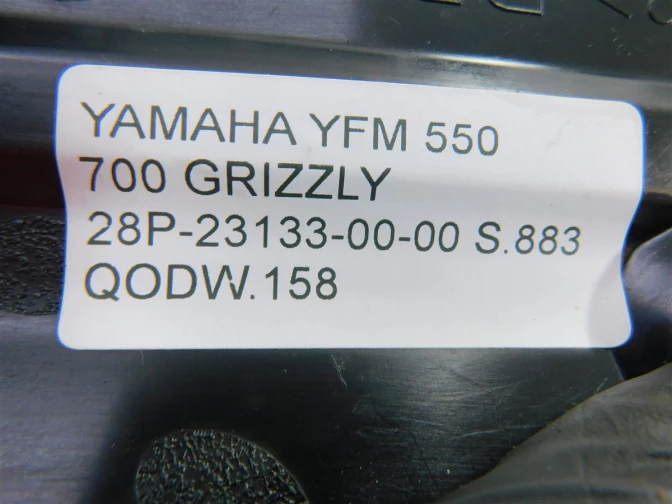 YAMAHA YFM 550
700 GRIZZLY
28P-23133-00-00 S.883
QODW.158